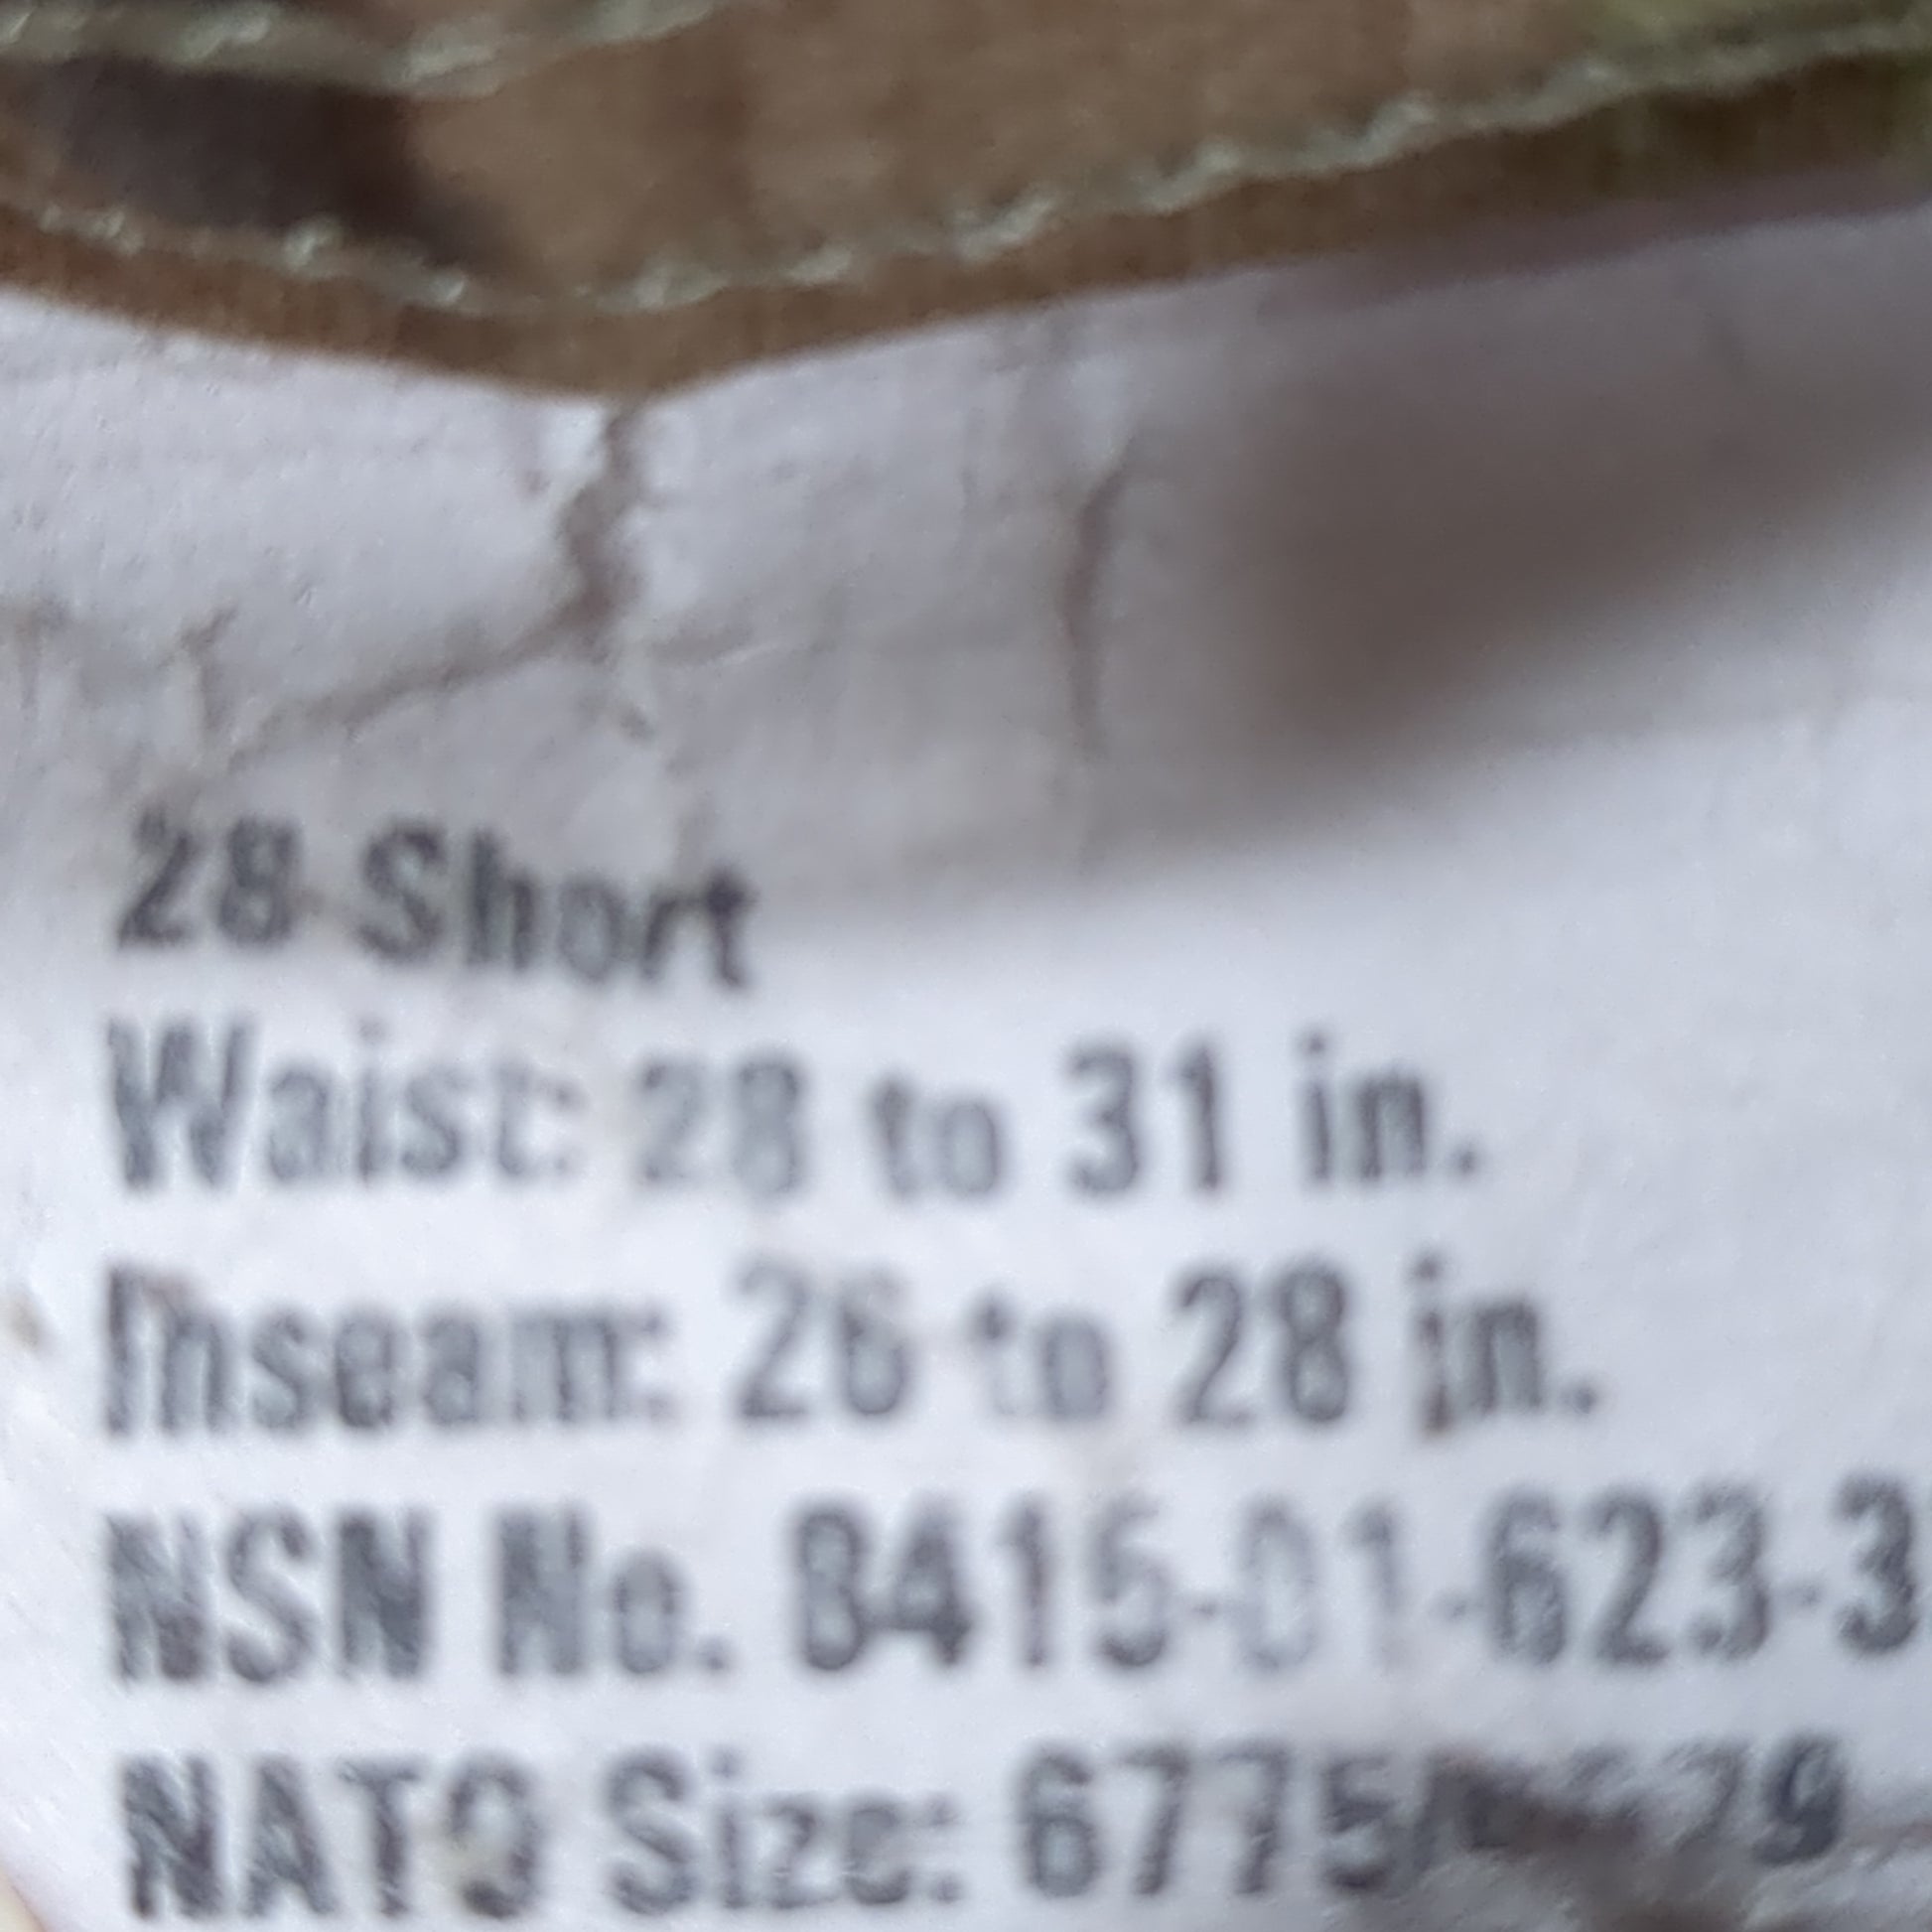 28 Short
Waist: 28 to 31 in.
Inseam: 26 to 28 in.
NSN No. 8415-01-623-3
NATO Size: